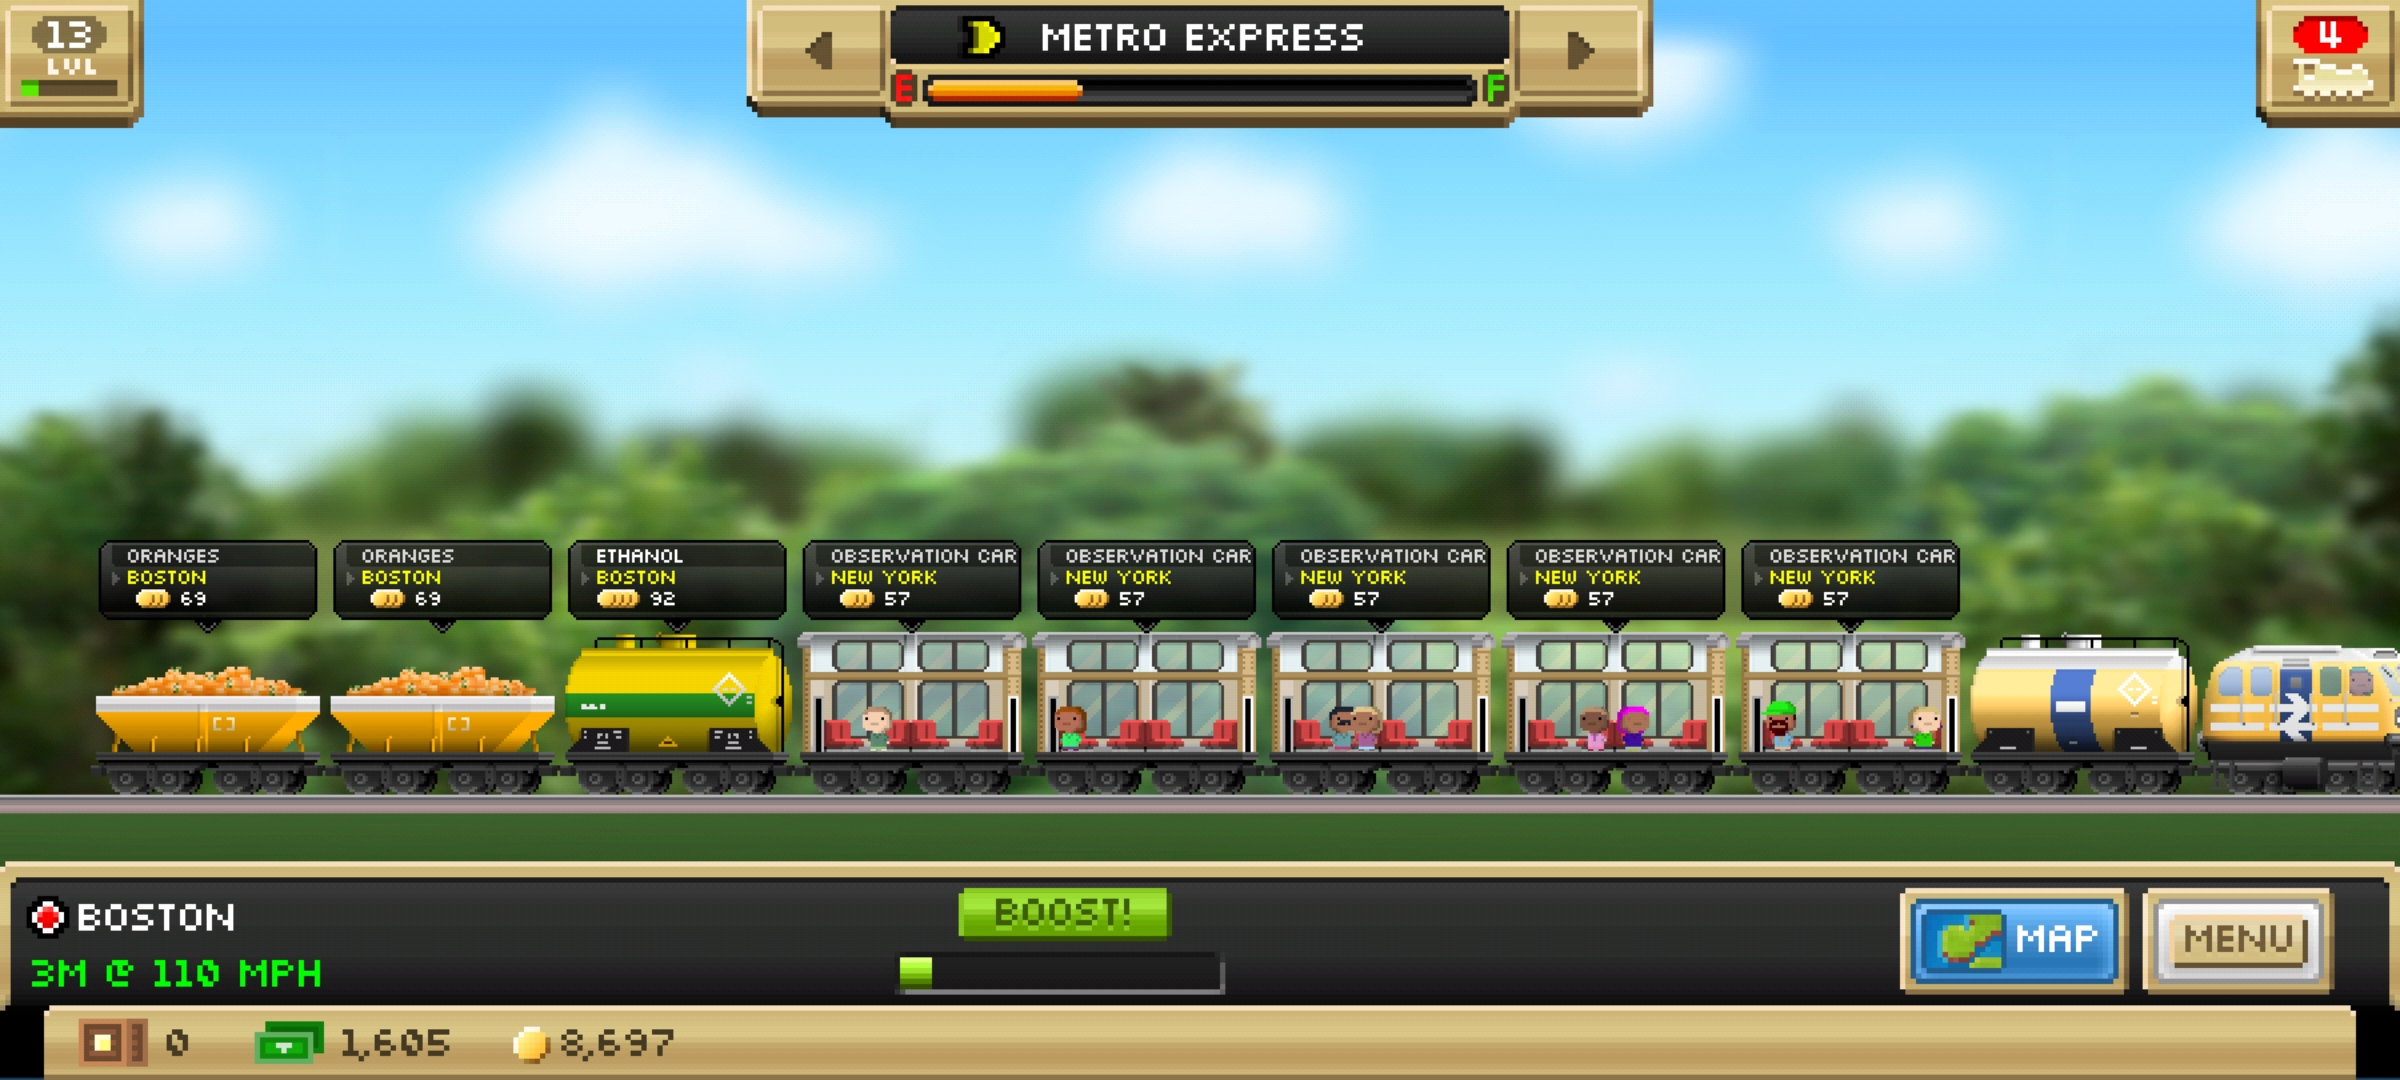 13
LVL
METRO EXPRESS
E
F
4
ORANGES
BOSTON
69
ORANGES
BOSTON
69
ETHANOL
BOSTON
92
OBSERVATION CAR
NEW YORK
57
OBSERVATION CAR
NEW YORK
57
OBSERVATION CAR
NEW YORK
57
OBSERVATION CAR
NEW YORK
57
OBSERVATION CAR
NEW YORK
57
BOSTON
3M @ 110 MPH
BOOST!
MAP
MENU
0
1,605
8,697